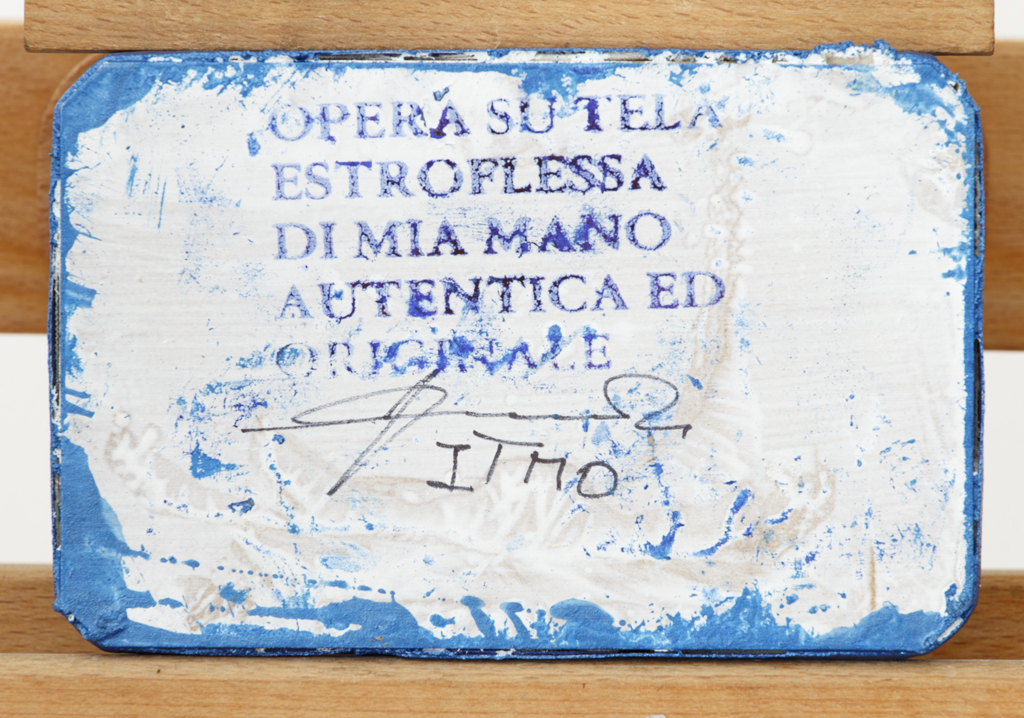 OPERA SU TELA
ESTROFLESSA
DI MIA MANO
AUTENTICA ED
ORIGINALE
ITMO